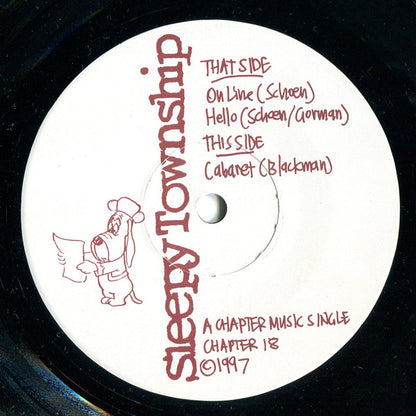 Sleepy Township
THAT SIDE
On Line (Schoen)
Hello (Schoen/Gorman)
THIS SIDE
Cabaret (Blackman)
A CHAPTER MUSIC SINGLE
CHAPTER 18
©1997